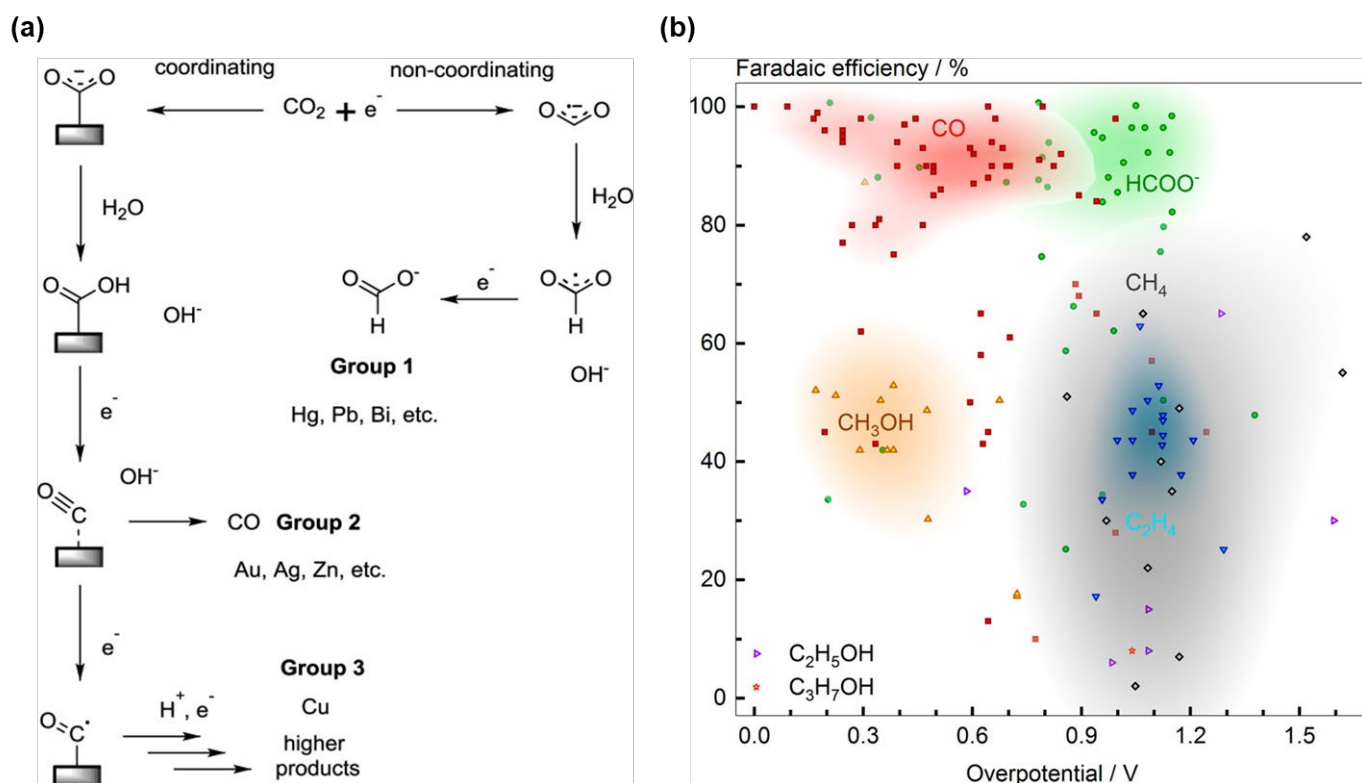 (a)
coordinating
non-coordinating
O O
CO₂ + e⁻
O O
H₂O
H₂O
O OH
OH⁻
O O⁻
H
e⁻
O O
H
Group 1
OH⁻
Hg, Pb, Bi, etc.
e⁻
OH⁻
O
C
CO Group 2
Au, Ag, Zn, etc.
e⁻
Group 3
H⁺, e⁻
Cu
O
C
higher
products
(b)
Faradaic efficiency / %
100
80
60
40
20
0
CO
HCOO⁻
CH₄
CH₃OH
C₂H₄
C₂H₅OH
C₃H₇OH
0.0
0.3
0.6
0.9
1.2
1.5
Overpotential / V